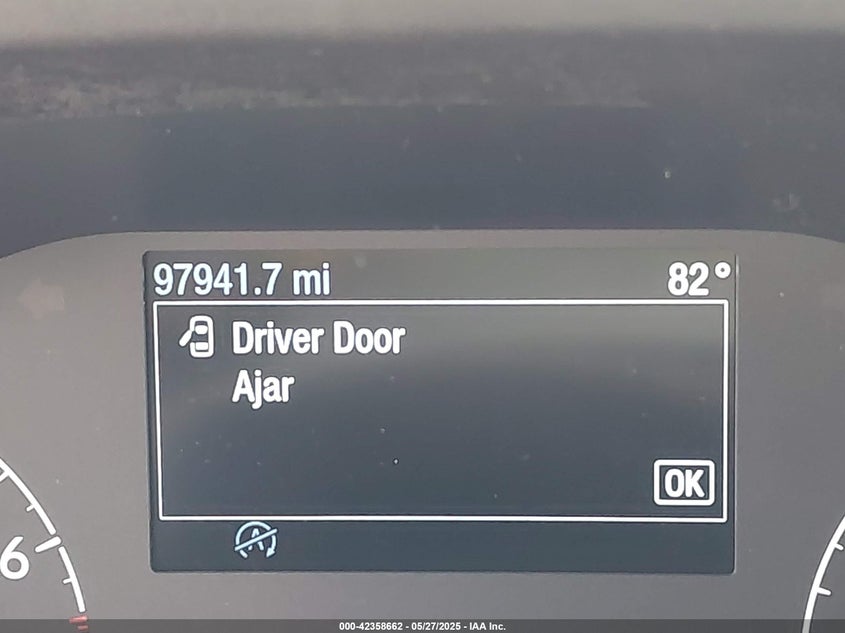 97941.7 mi 82°
Driver Door
Ajar
OK
A
6
000-42358662 - 05/27/2025 - IAA Inc.